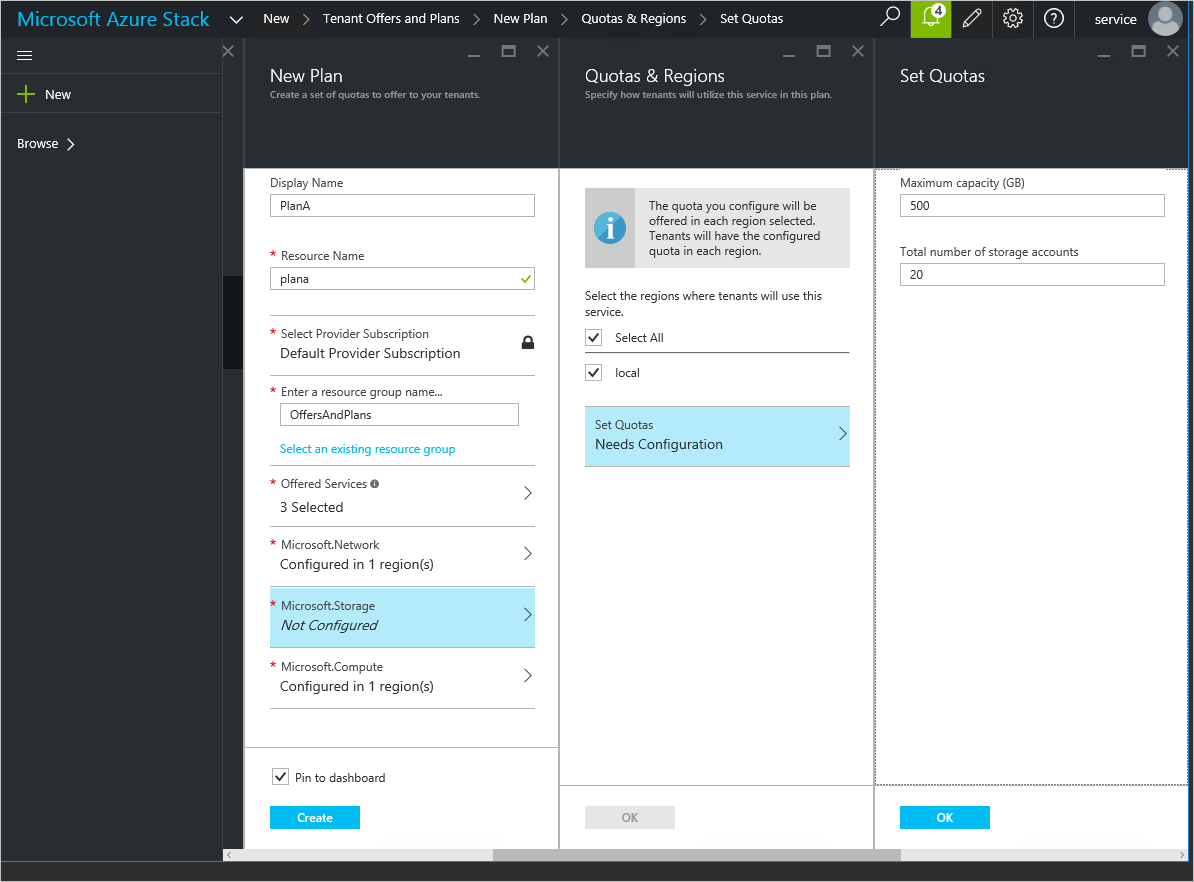 Microsoft Azure Stack
New
Tenant Offers and Plans
New Plan
Quotas & Regions
Set Quotas
4
service
New
Browse
New Plan
Create a set of quotas to offer to your tenants.
Display Name
PlanA
* Resource Name
plana
* Select Provider Subscription
Default Provider Subscription
* Enter a resource group name...
OffersAndPlans
Select an existing resource group
* Offered Services
3 Selected
* Microsoft.Network
Configured in 1 region(s)
* Microsoft.Storage
Not Configured
* Microsoft.Compute
Configured in 1 region(s)
Pin to dashboard
Create
Quotas & Regions
Specify how tenants will utilize this service in this plan.
The quota you configure will be
offered in each region selected.
Tenants will have the configured
quota in each region.
Select the regions where tenants will use this
service.
Select All
local
Set Quotas
Needs Configuration
OK
Set Quotas
Maximum capacity (GB)
500
Total number of storage accounts
20
OK